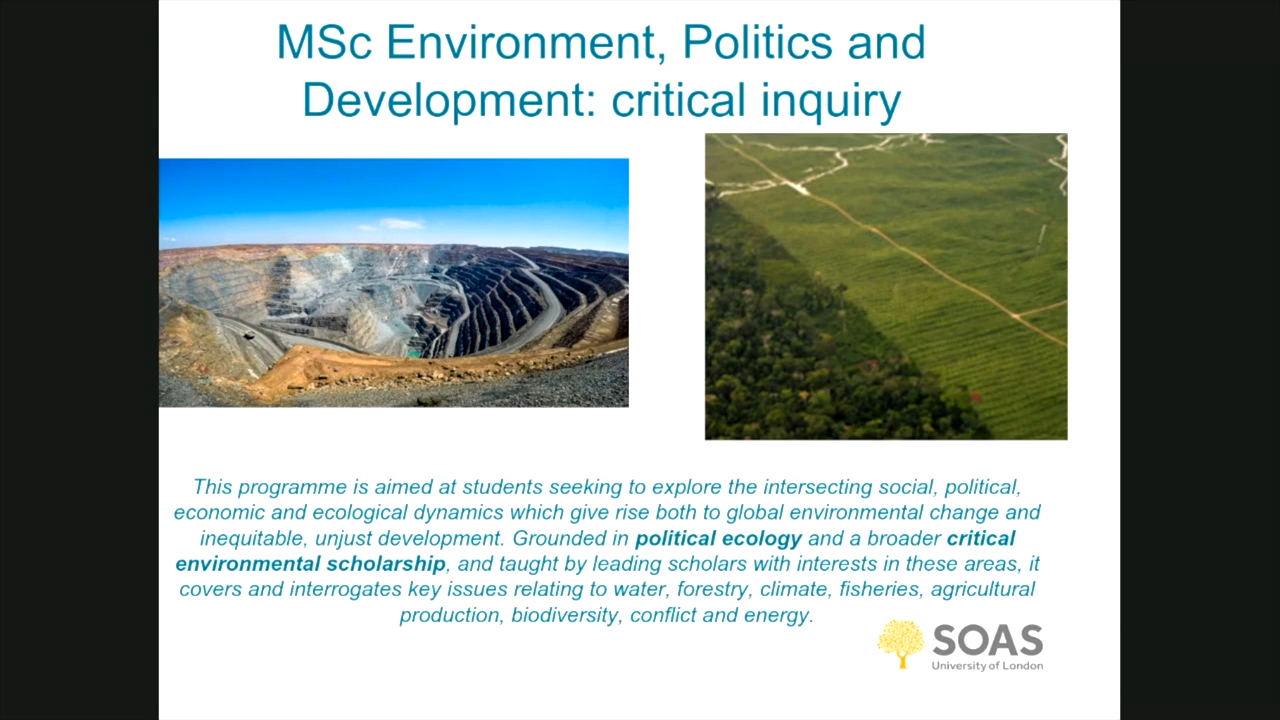 MSc Environment, Politics and
Development: critical inquiry
This programme is aimed at students seeking to explore the intersecting social, political,
economic and ecological dynamics which give rise both to global environmental change and
inequitable, unjust development. Grounded in political ecology and a broader critical
environmental scholarship, and taught by leading scholars with interests in these areas, it
covers and interrogates key issues relating to water, forestry, climate, fisheries, agricultural
production, biodiversity, conflict and energy.
SOAS
University of London